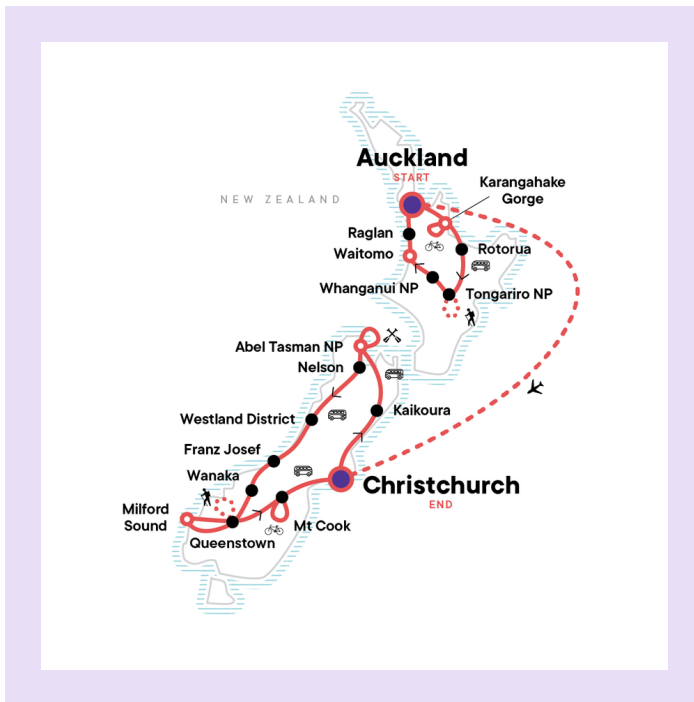 Auckland
START
NEW ZEALAND
Karangahake
Gorge
Raglan
Waitomo
Rotorua
Whanganui NP
Tongariro NP
Abel Tasman NP
Nelson
Kaikoura
Westland District
Franz Josef
Wanaka
Christchurch
END
Milford
Sound
Mt Cook
Queenstown